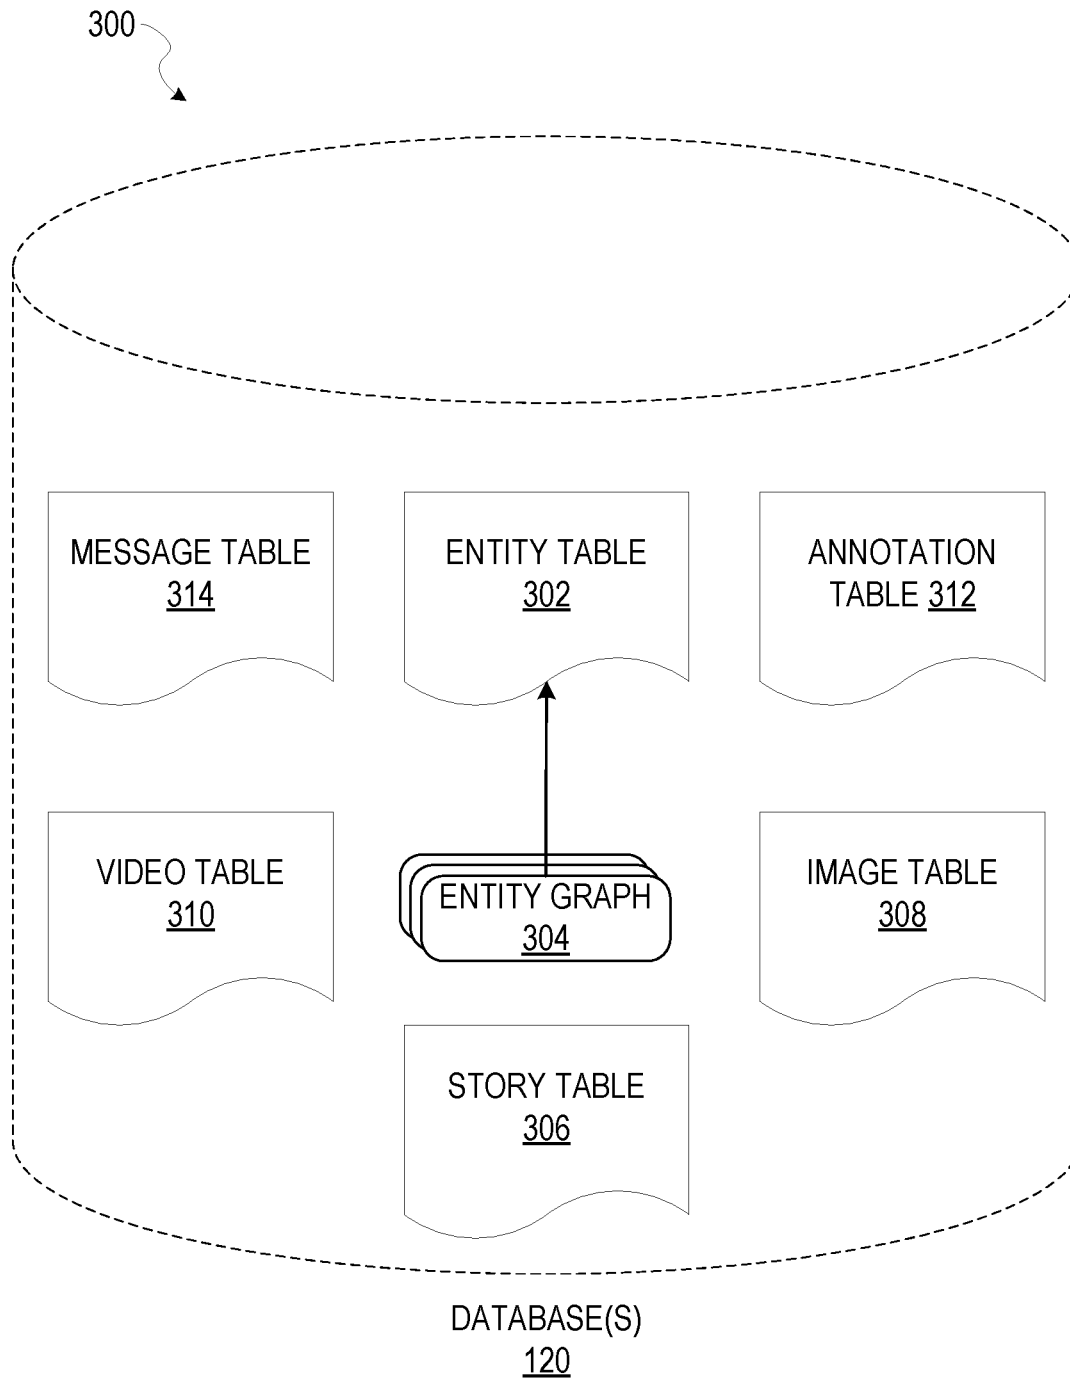 300
MESSAGE TABLE
314
ENTITY TABLE
302
ANNOTATION
TABLE 312
VIDEO TABLE
310
ENTITY GRAPH
304
IMAGE TABLE
308
STORY TABLE
306
DATABASE(S)
120